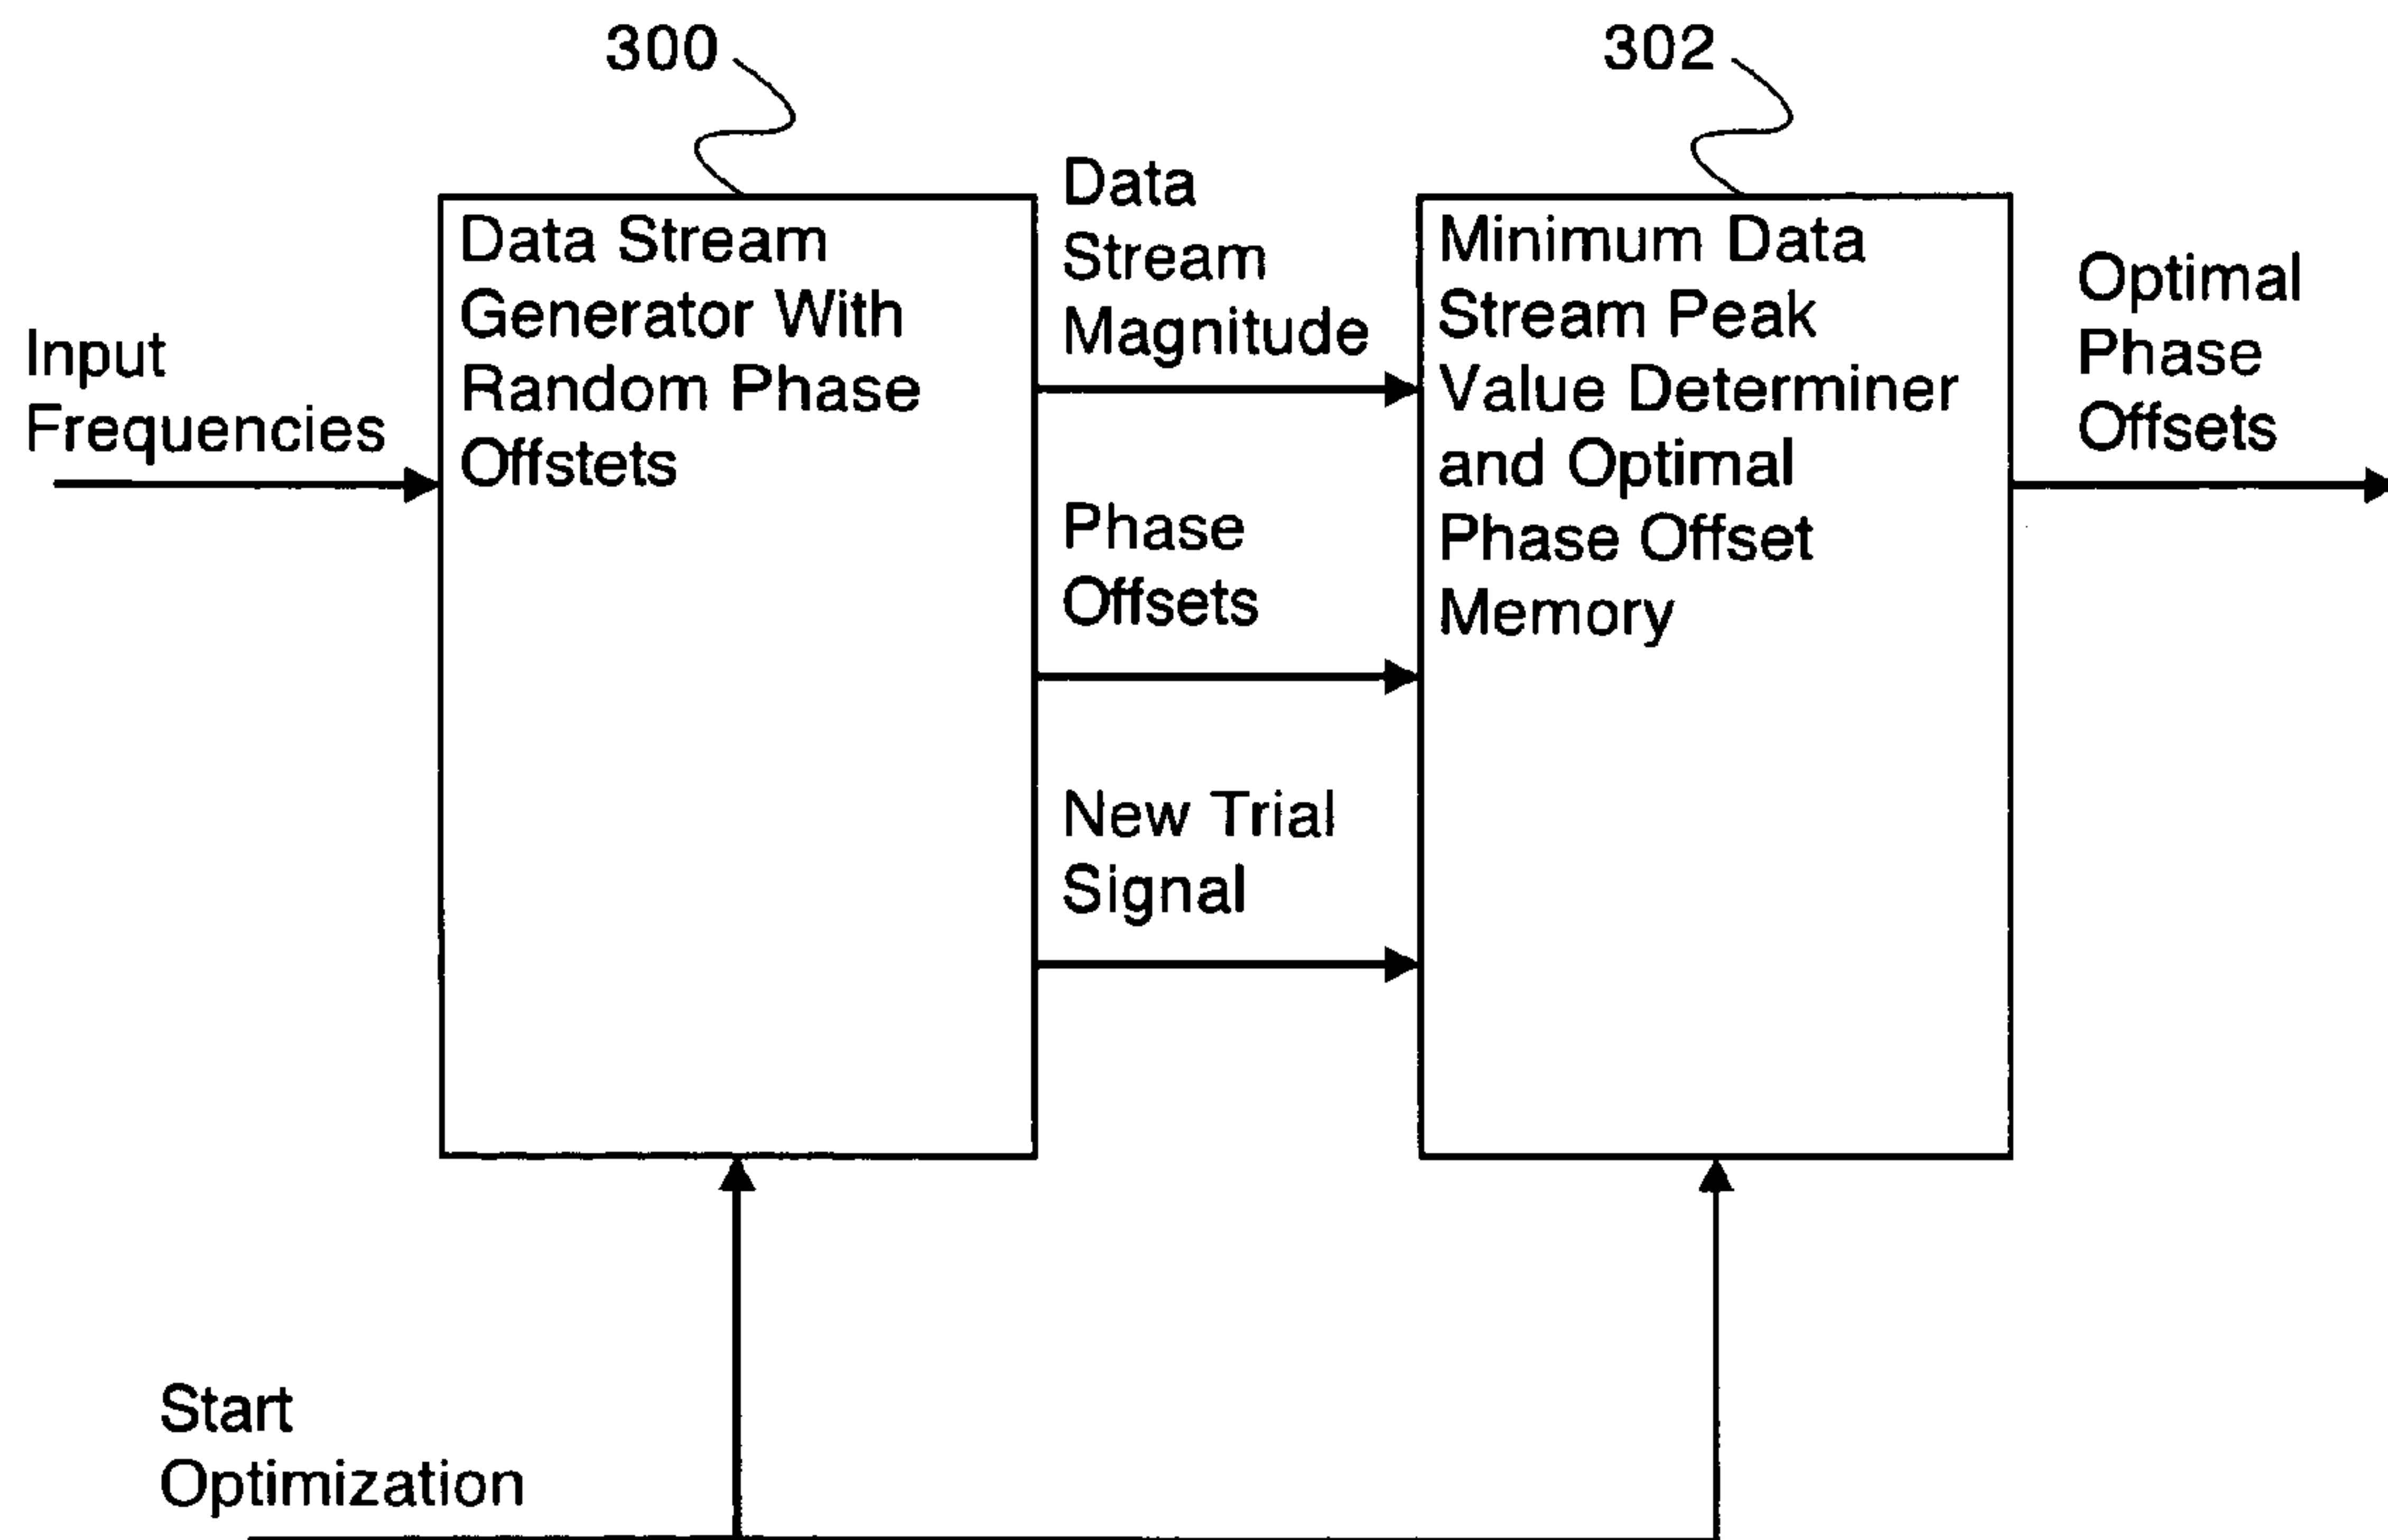 300
302
Input
Frequencies
Data Stream
Generator With
Random Phase
Offstets
Data
Stream
Magnitude
Phase
Offsets
New Trial
Signal
Minimum Data
Stream Peak
Value Determiner
and Optimal
Phase Offset
Memory
Optimal
Phase
Offsets
Start
Optimization